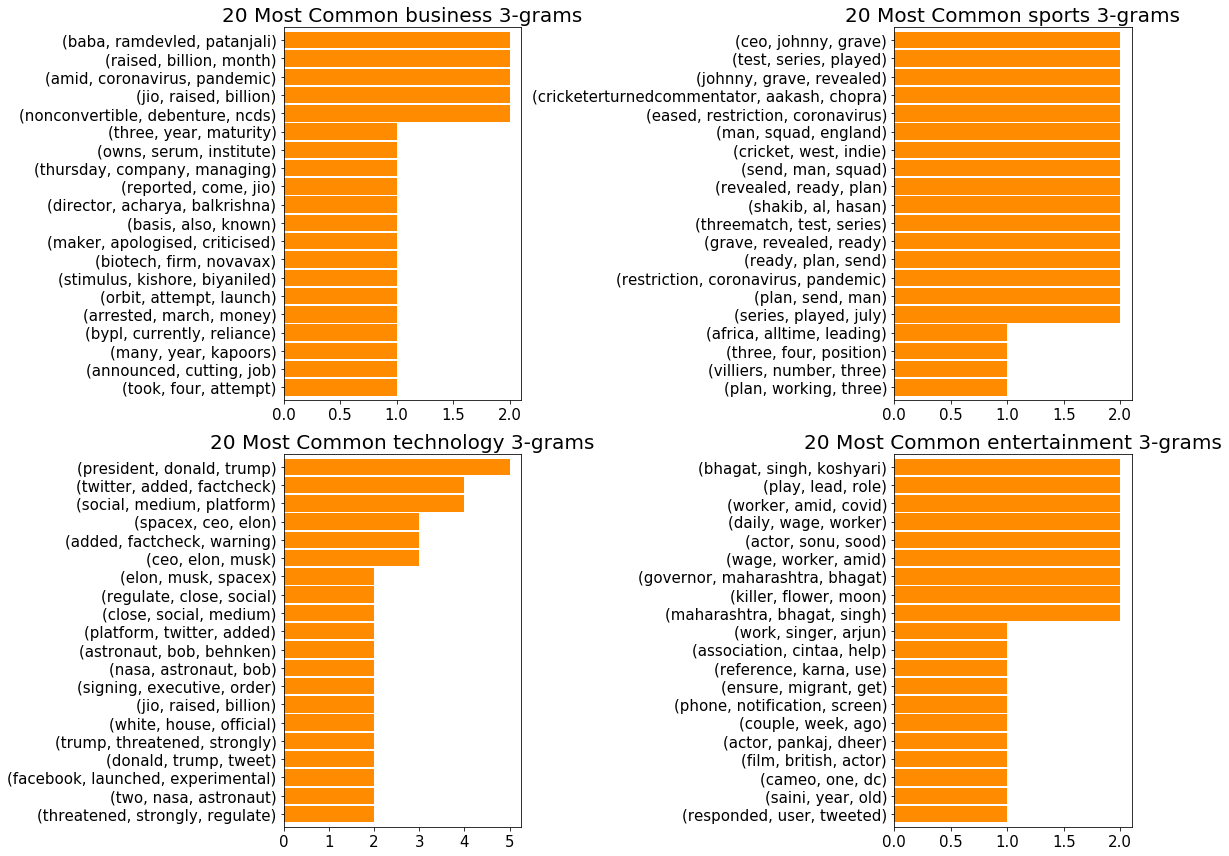 20 Most Common business 3-grams
(baba, ramdevled, patanjali)
(raised, billion, month)
(amid, coronavirus, pandemic)
(jio, raised, billion)
(nonconvertible, debenture, ncds)
(three, year, maturity)
(owns, serum, institute)
(thursday, company, managing)
(reported, come, jio)
(director, acharya, balkrishna)
(basis, also, known)
(maker, apologised, criticised)
(biotech, firm, novavax)
(stimulus, kishore, biyaniled)
(orbit, attempt, launch)
(arrested, march, money)
(bypl, currently, reliance)
(many, year, kapoors)
(announced, cutting, job)
(took, four, attempt)
0.0 0.5 1.0 1.5 2.0
20 Most Common sports 3-grams
(ceo, johnny, grave)
(test, series, played)
(johnny, grave, revealed)
(cricketerturnedcommentator, aakash, chopra)
(eased, restriction, coronavirus)
(man, squad, england)
(cricket, west, indie)
(send, man, squad)
(revealed, ready, plan)
(shakib, al, hasan)
(threematch, test, series)
(grave, revealed, ready)
(ready, plan, send)
(restriction, coronavirus, pandemic)
(plan, send, man)
(series, played, july)
(africa, alltime, leading)
(three, four, position)
(villiers, number, three)
(plan, working, three)
0.0 0.5 1.0 1.5 2.0
20 Most Common technology 3-grams
(president, donald, trump)
(twitter, added, factcheck)
(social, medium, platform)
(spacex, ceo, elon)
(added, factcheck, warning)
(ceo, elon, musk)
(elon, musk, spacex)
(regulate, close, social)
(close, social, medium)
(platform, twitter, added)
(astronaut, bob, behnken)
(nasa, astronaut, bob)
(signing, executive, order)
(jio, raised, billion)
(white, house, official)
(trump, threatened, strongly)
(donald, trump, tweet)
(facebook, launched, experimental)
(two, nasa, astronaut)
(threatened, strongly, regulate)
0 1 2 3 4 5
20 Most Common entertainment 3-grams
(bhagat, singh, koshyari)
(play, lead, role)
(worker, amid, covid)
(daily, wage, worker)
(actor, sonu, sood)
(wage, worker, amid)
(governor, maharashtra, bhagat)
(killer, flower, moon)
(maharashtra, bhagat, singh)
(work, singer, arjun)
(association, cintaa, help)
(reference, karna, use)
(ensure, migrant, get)
(phone, notification, screen)
(couple, week, ago)
(actor, pankaj, dheer)
(film, british, actor)
(cameo, one, dc)
(saini, year, old)
(responded, user, tweeted)
0.0 0.5 1.0 1.5 2.0